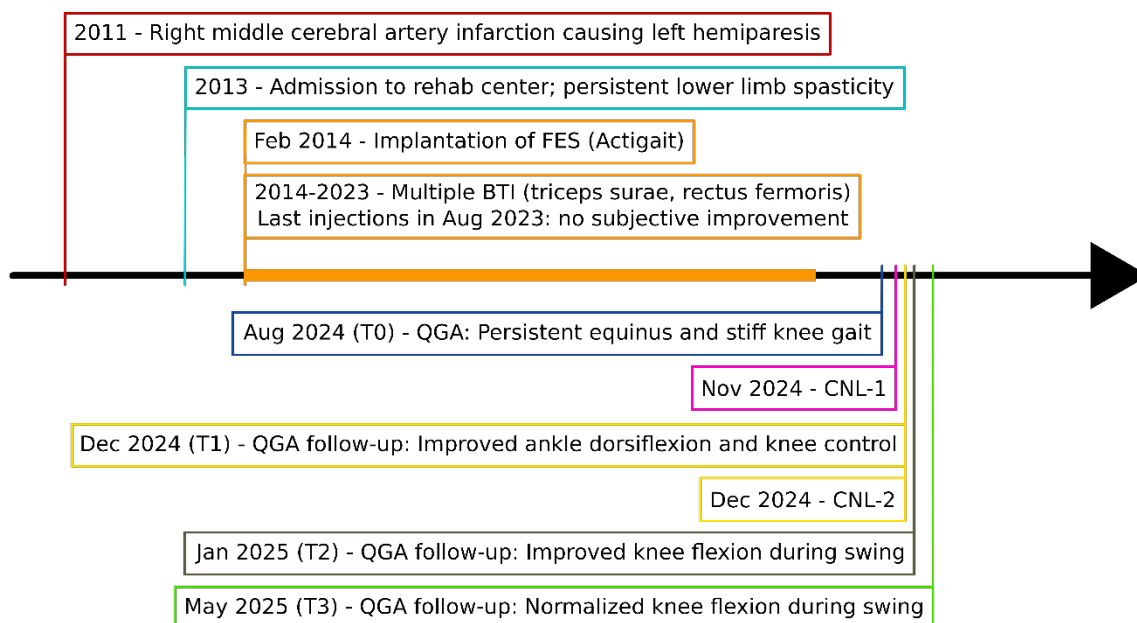 2011 - Right middle cerebral artery infarction causing left hemiparesis
2013 - Admission to rehab center; persistent lower limb spasticity
Feb 2014 - Implantation of FES (Actigait)
2014-2023 - Multiple BTI (triceps surae, rectus fermoris)
Last injections in Aug 2023: no subjective improvement
Aug 2024 (T0) - QGA: Persistent equinus and stiff knee gait
Nov 2024 - CNL-1
Dec 2024 (T1) - QGA follow-up: Improved ankle dorsiflexion and knee control
Dec 2024 - CNL-2
Jan 2025 (T2) - QGA follow-up: Improved knee flexion during swing
May 2025 (T3) - QGA follow-up: Normalized knee flexion during swing